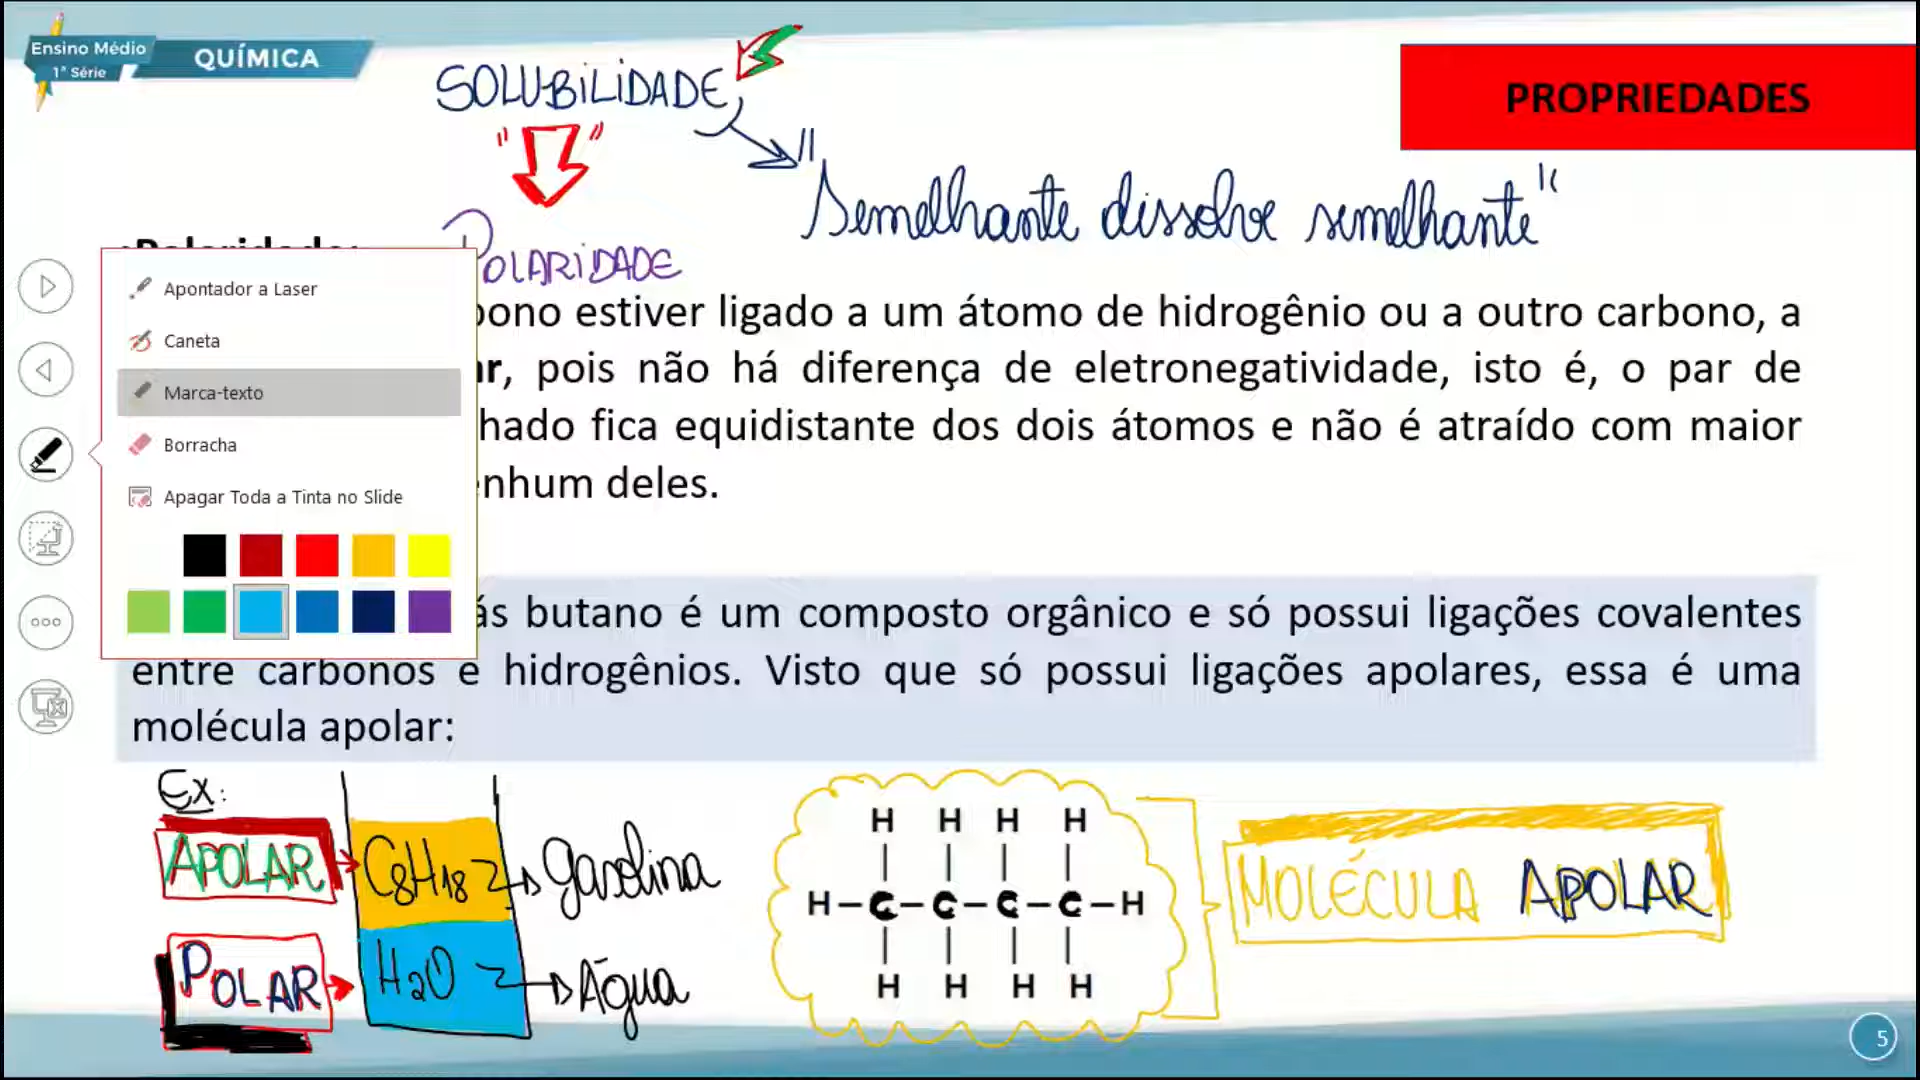 Ensino Médio
1ª Série
QUÍMICA
SOLUBILIDADE
PROPRIEDADES
"Semelhante dissolve semelhante"
•Polaridade:
POLARIDADE
Apontador a Laser
Caneta
Marca-texto
Borracha
Apagar Toda a Tinta no Slide
bono estiver ligado a um átomo de hidrogênio ou a outro carbono, a
ar, pois não há diferença de eletronegatividade, isto é, o par de
hado fica equidistante dos dois átomos e não é atraído com maior
enhum deles.
ás butano é um composto orgânico e só possui ligações covalentes
entre carbonos e hidrogênios. Visto que só possui ligações apolares, essa é uma
molécula apolar:
Ex:
APOLAR
C8H18
gasolina
POLAR
H2O
Água
H H H H
H-C-C-C-C-H
H H H H
MOLÉCULA APOLAR
5